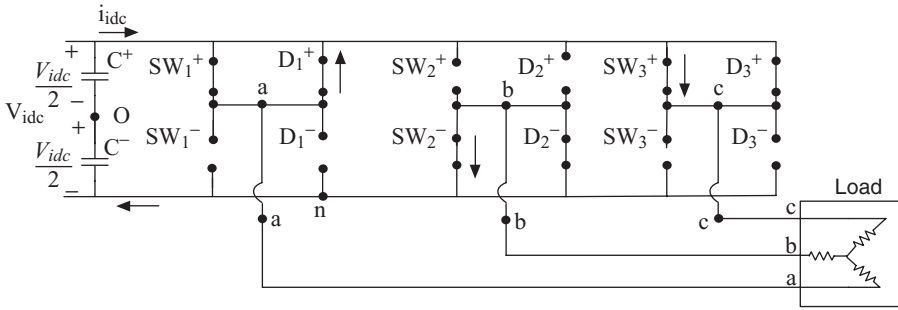 i_idc
+ C⁺ SW₁⁺ D₁⁺ SW₂⁺ D₂⁺ SW₃⁺ D₃⁺
V_idc/2
− a b c
V_idc O
+ C⁻ SW₁⁻ D₁⁻ SW₂⁻ D₂⁻ SW₃⁻ D₃⁻
V_idc/2
− n Load
a b c c
b
a